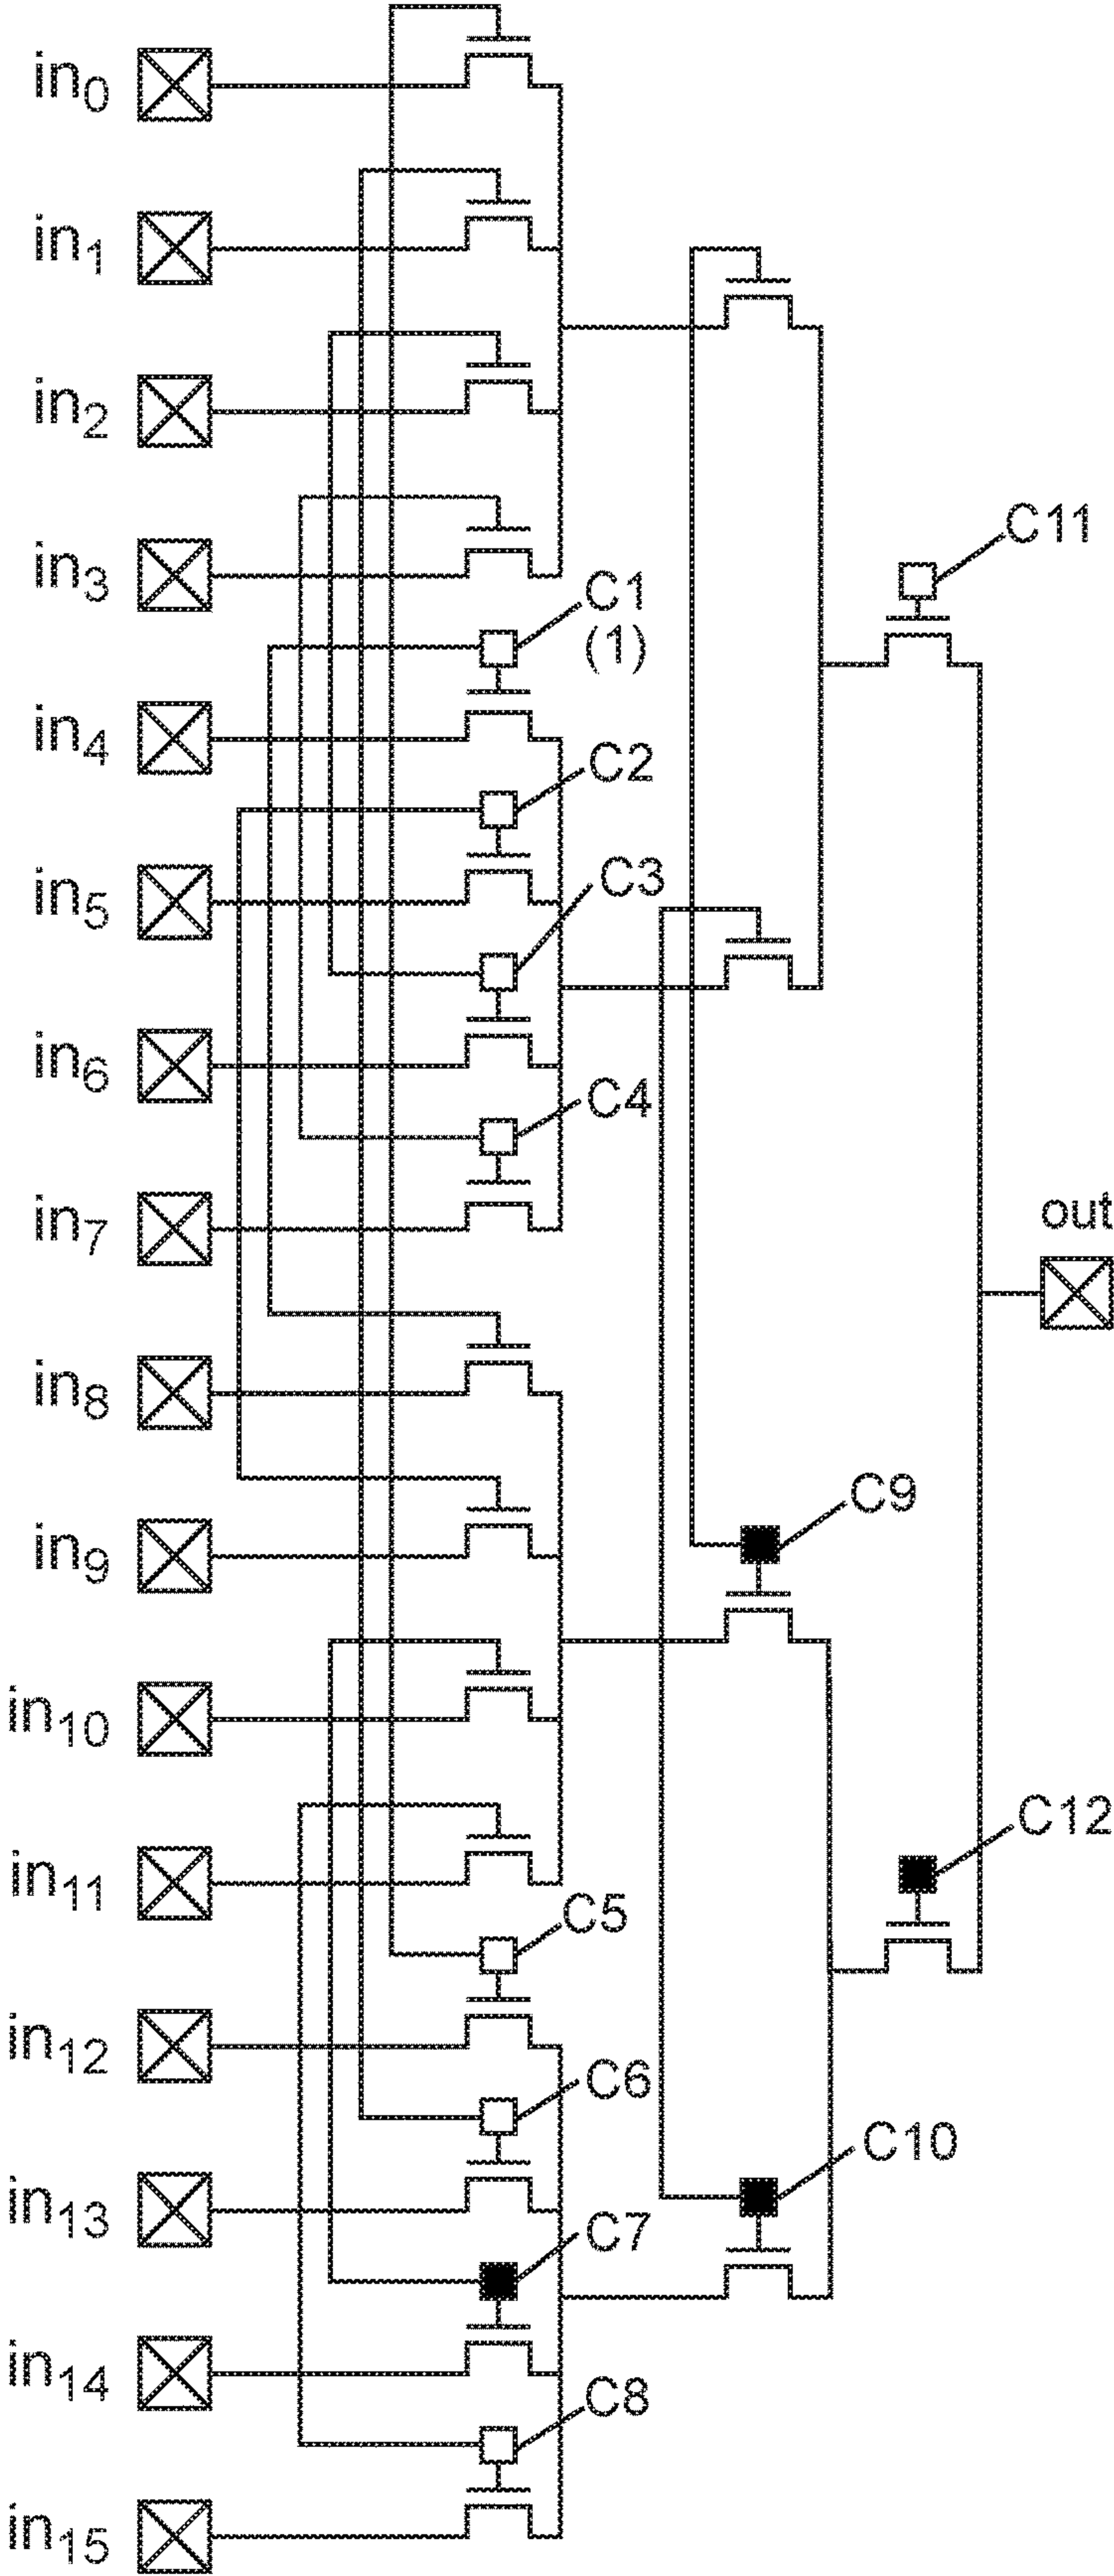 in0
in1
in2
in3
C11
C1
(1)
in4
C2
in5
C3
in6
C4
in7
out
in8
C9
in9
in10
C12
in11
C5
in12
C6
C10
in13
C7
in14
C8
in15